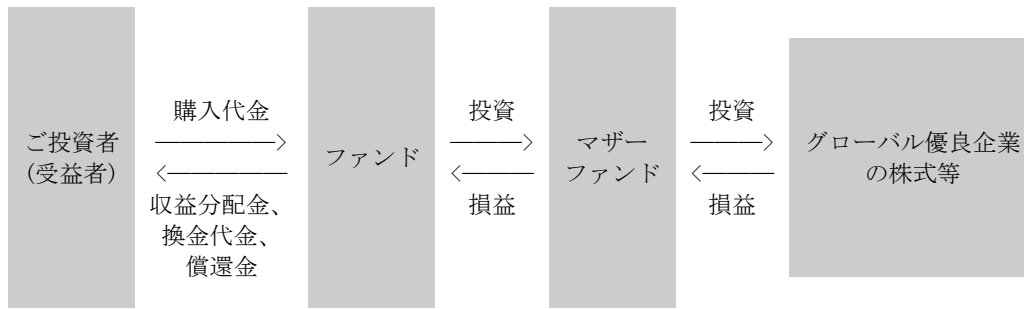 ご投資者
(受益者)
購入代金
収益分配金、
換金代金、
償還金
ファンド
投資
損益
マザー
ファンド
投資
損益
グローバル優良企業
の株式等